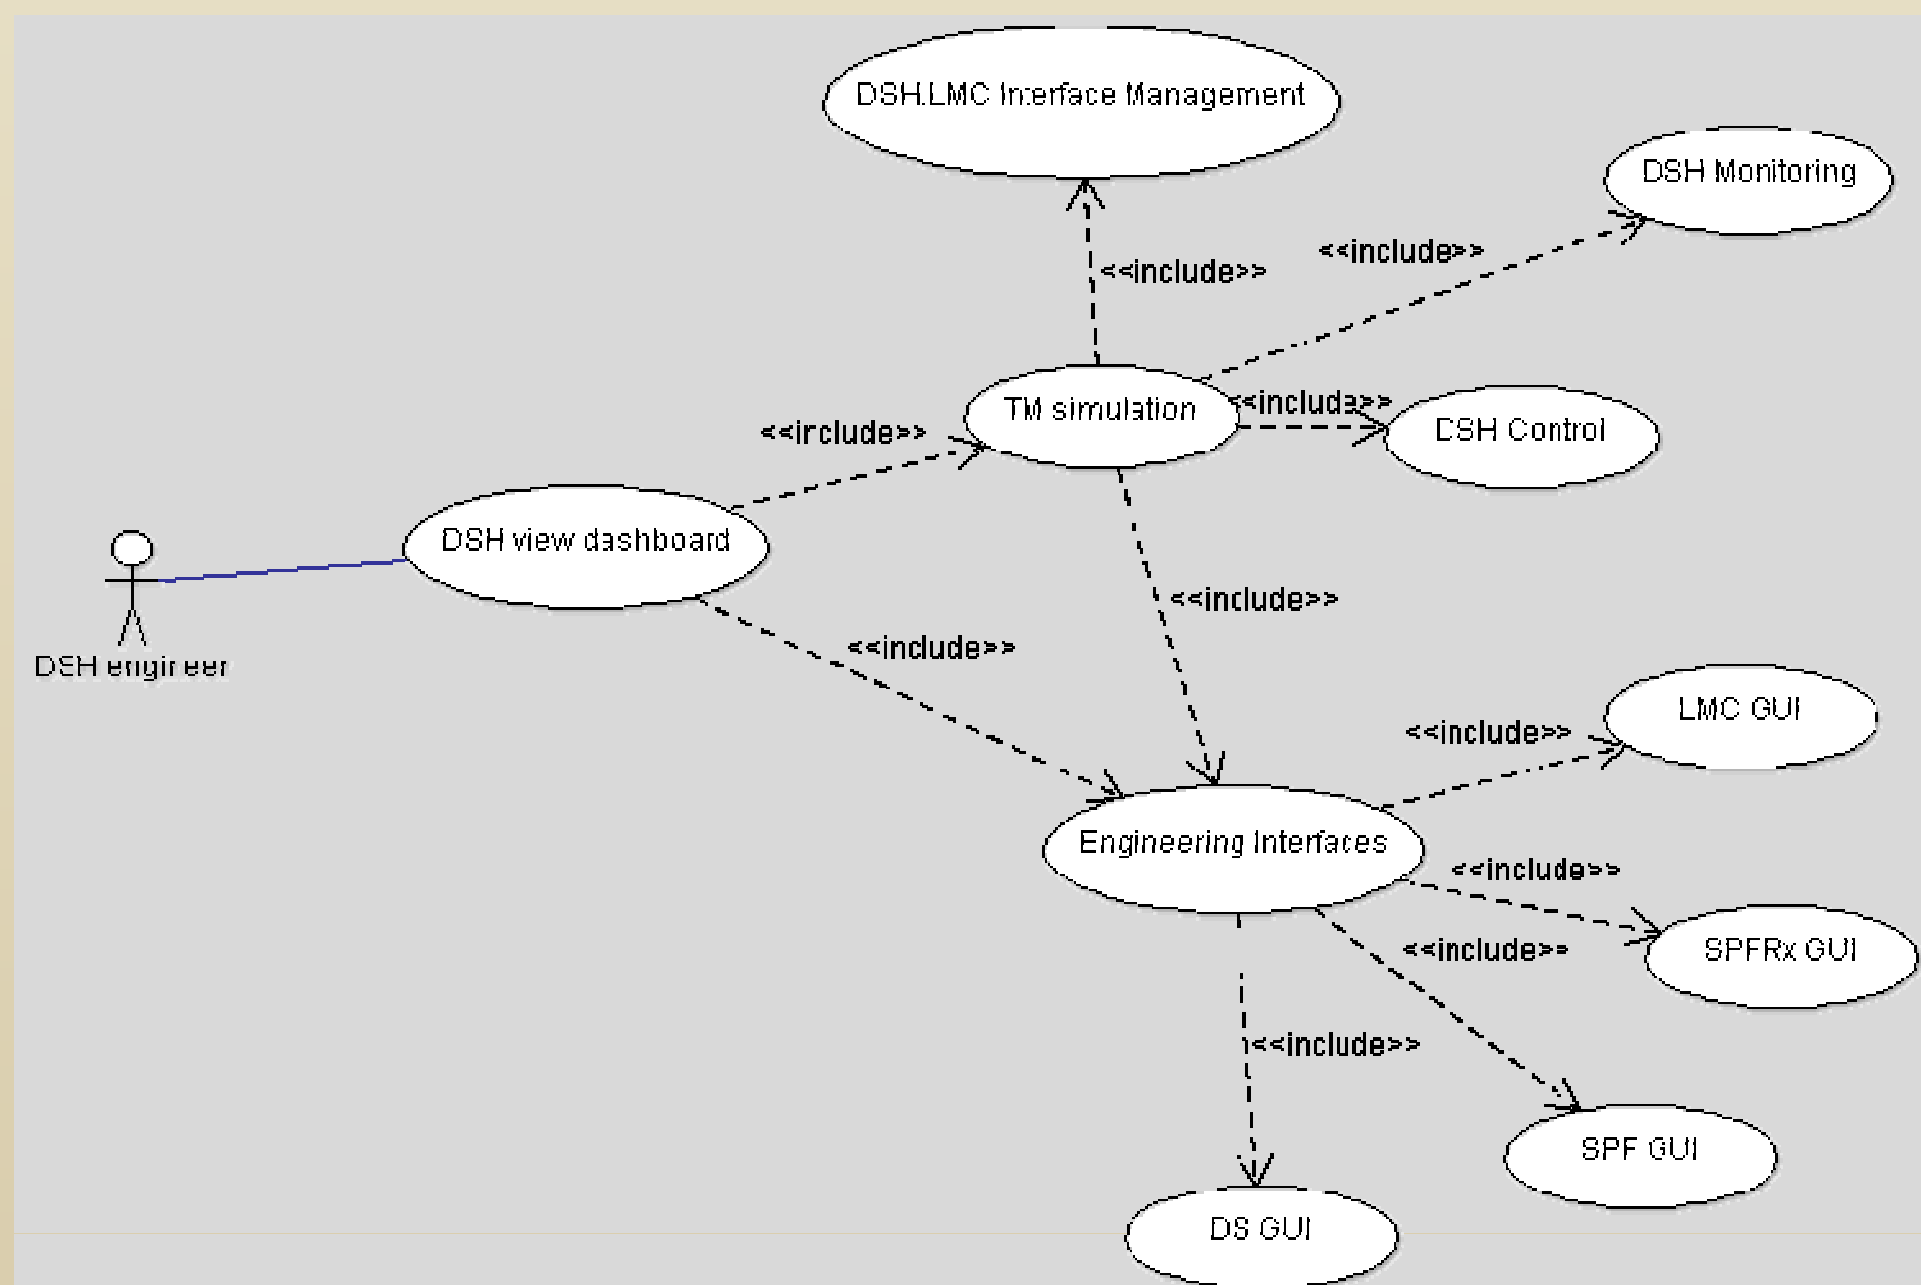 DSH.LMC Interface Management
DSH Monitoring
<<include>>
<<include>>
TM simulation
<<include>>
DSH Control
<<include>>
DSH view dashboard
<<include>>
<<include>>
DSH engineer
LMC GUI
<<include>>
Engineering Interfaces
<<include>>
SPFRx GUI
<<include>>
<<include>>
SPF GUI
DS GUI